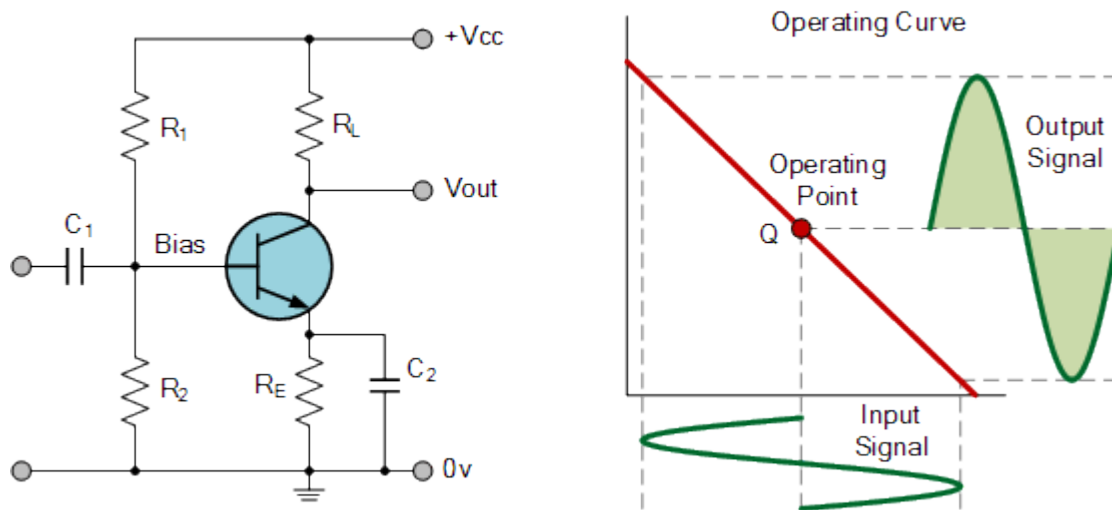 +Vcc
R1
RL
Vout
C1
Bias
R2
RE
C2
0v
Operating Curve
Output
Signal
Operating
Point
Q
Input
Signal